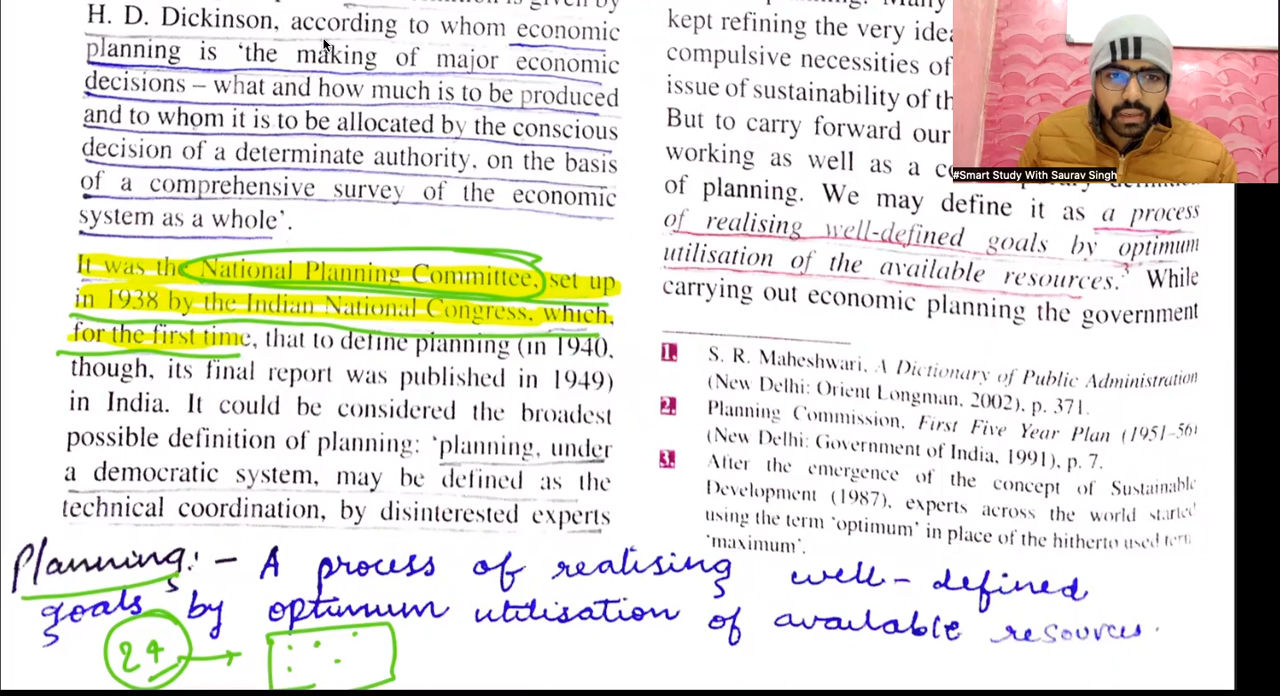 H. D. Dickinson, according to whom economic
planning is 'the making of major economic
decisions – what and how much is to be produced
and to whom it is to be allocated by the conscious
decision of a determinate authority, on the basis
of a comprehensive survey of the economic
system as a whole'.
It was the National Planning Committee, set up
in 1938 by the Indian National Congress, which,
for the first time, that to define planning (in 1940,
though, its final report was published in 1949)
in India. It could be considered the broadest
possible definition of planning: 'planning, under
a democratic system, may be defined as the
technical coordination, by disinterested experts
kept refining the very
compulsive necessities of
issue of sustainability of
But to carry forward our
working as well as a
of planning. We may define it as a process
of realising well-defined goals by optimum
utilisation of the available resources.3 While
carrying out economic planning the government
1. S. R. Maheshwari, A Dictionary of Public Administration
(New Delhi: Orient Longman, 2002), p. 371.
2. Planning Commission, First Five Year Plan (1951–56)
(New Delhi: Government of India, 1991), p. 7.
3. After the emergence of the concept of Sustainable
Development (1987), experts across the world started
using the term 'optimum' in place of the hitherto used term
'maximum'.
#Smart Study With Saurav Singh
Planning:- A process of realising well-defined
goals by optimum utilisation of available resources.
24